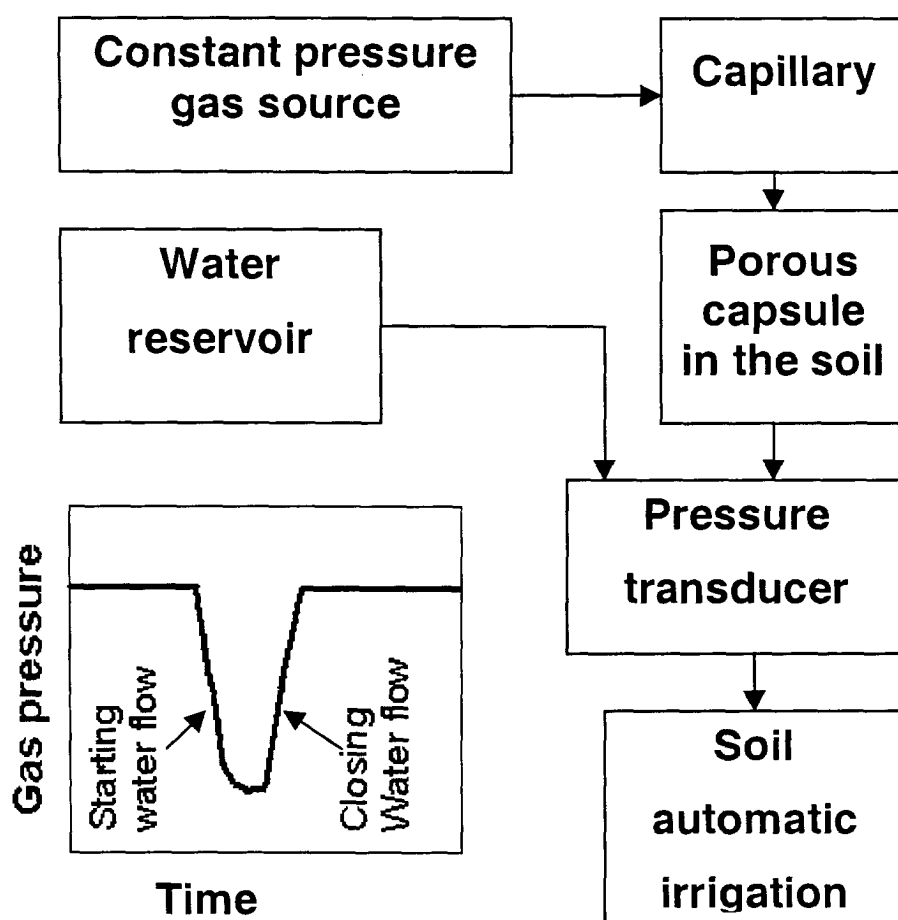 Constant pressure
gas source
Capillary
Water
reservoir
Porous
capsule
in the soil
Pressure
transducer
Gas pressure
Starting
water flow
Closing
Water flow
Time
Soil
automatic
irrigation